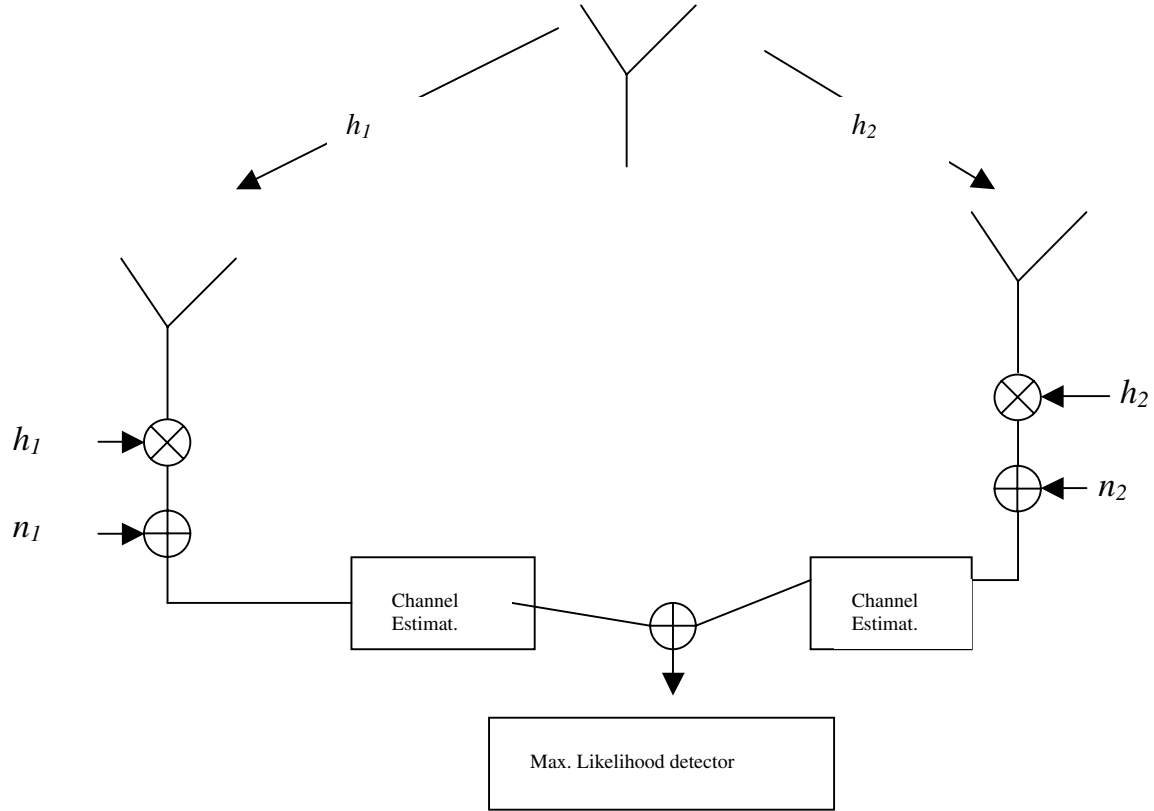 h1
h2
h2
h1
n2
n1
Channel
Estimat.
Channel
Estimat.
Max. Likelihood detector